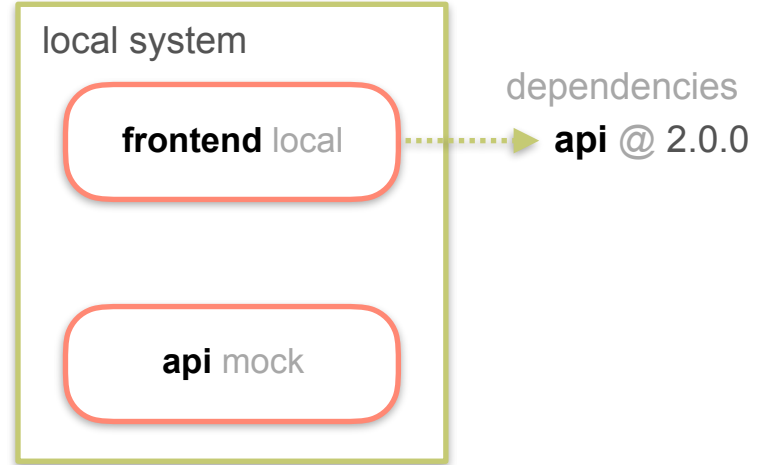 local system
dependencies
frontend local
api @ 2.0.0
api mock